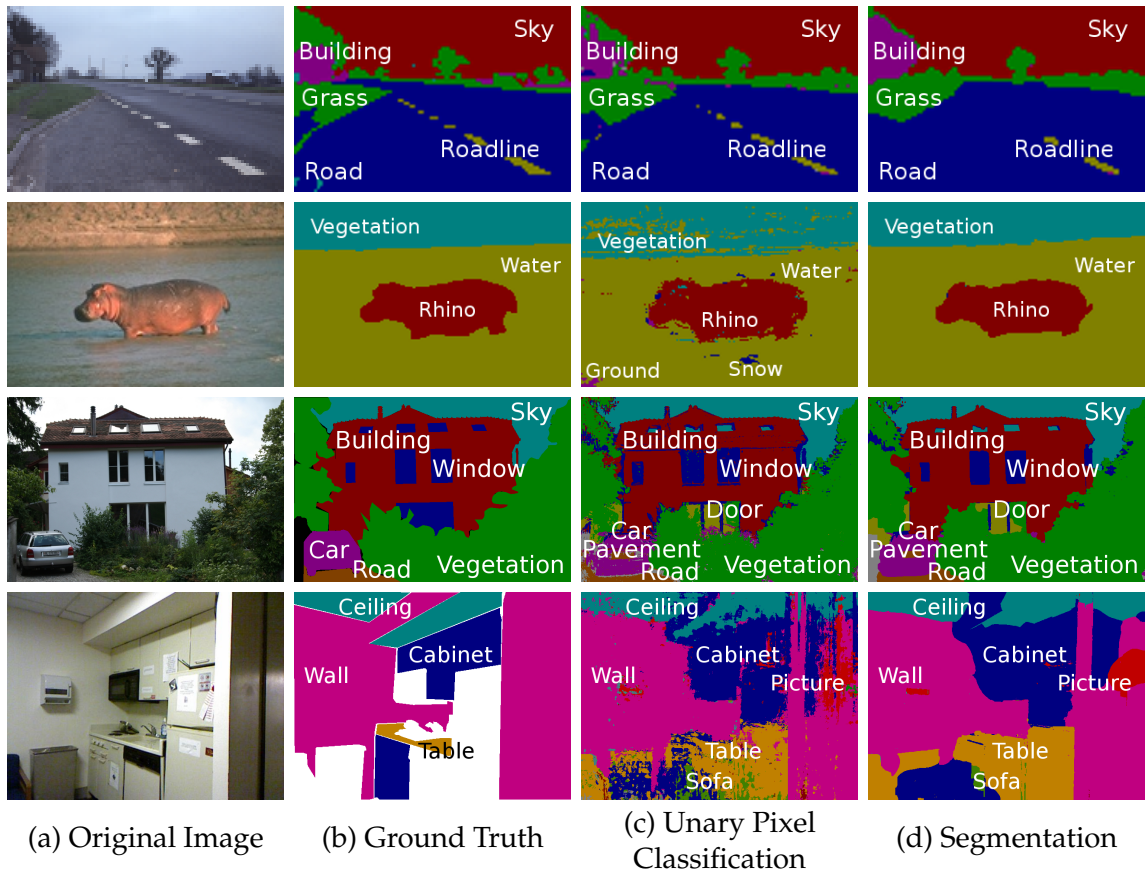 Sky
Building
Grass
Roadline
Road
Sky
Building
Grass
Roadline
Road
Sky
Building
Grass
Roadline
Road
Vegetation
Water
Rhino
Vegetation
Water
Rhino
Ground
Snow
Vegetation
Water
Rhino
Sky
Building
Window
Car
Road
Vegetation
Sky
Building
Window
Door
Car
Pavement
Road
Vegetation
Sky
Building
Window
Door
Car
Pavement
Road
Vegetation
Ceiling
Wall
Cabinet
Table
Ceiling
Wall
Cabinet
Picture
Table
Sofa
Ceiling
Cabinet
Wall
Picture
Table
Sofa
(a) Original Image
(b) Ground Truth
(c) Unary Pixel
Classification
(d) Segmentation